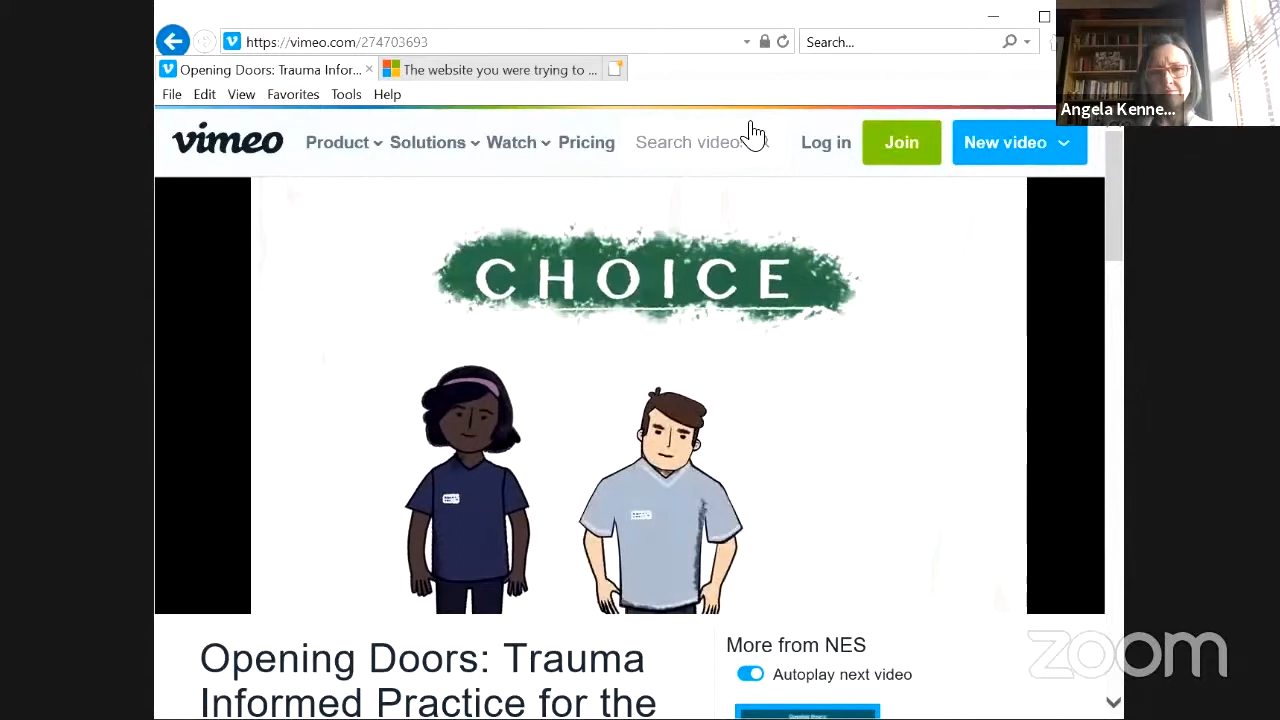 https://vimeo.com/274703693
Search...
Opening Doors: Trauma Infor...
The website you were trying to ...
File Edit View Favorites Tools Help
Angela Kenne...
vimeo Product Solutions Watch Pricing Search video Log in Join New video
CHOICE
Opening Doors: Trauma
Informed Practice for the
More from NES
Autoplay next video
zoom